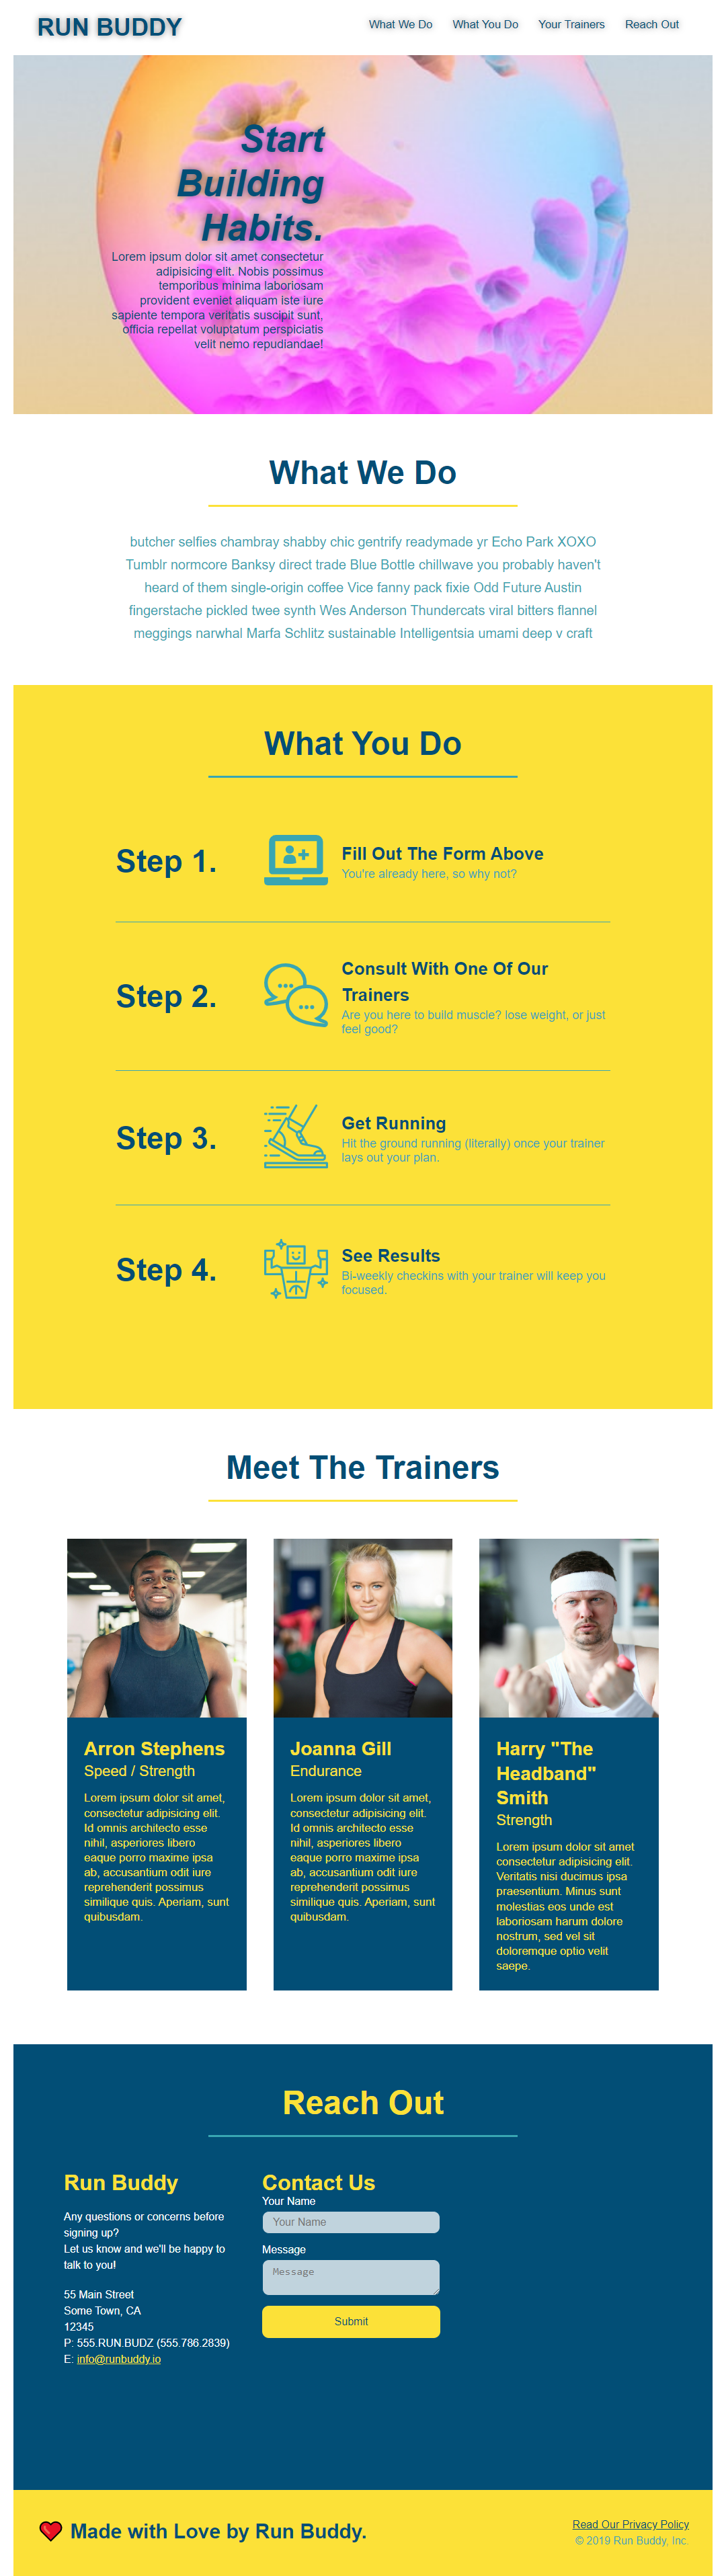 RUN BUDDY
What We Do
What You Do
Your Trainers
Reach Out
Start
Building
Habits.
Lorem ipsum dolor sit amet consectetur
adipisicing elit. Nobis possimus
temporibus minima laboriosam
provident eveniet aliquam iste iure
sapiente tempora veritatis suscipit sunt,
officia repellat voluptatum perspiciatis
velit nemo repudiandae!
What We Do
butcher selfies chambray shabby chic gentrify readymade yr Echo Park XOXO
Tumblr normcore Banksy direct trade Blue Bottle chillwave you probably haven't
heard of them single-origin coffee Vice fanny pack fixie Odd Future Austin
fingerstache pickled twee synth Wes Anderson Thundercats viral bitters flannel
meggings narwhal Marfa Schlitz sustainable Intelligentsia umami deep v craft
What You Do
Step 1.
Fill Out The Form Above
You're already here, so why not?
Step 2.
Consult With One Of Our
Trainers
Are you here to build muscle? lose weight, or just
feel good?
Step 3.
Get Running
Hit the ground running (literally) once your trainer
lays out your plan.
Step 4.
See Results
Bi-weekly checkins with your trainer will keep you
focused.
Meet The Trainers
Arron Stephens
Speed / Strength
Lorem ipsum dolor sit amet,
consectetur adipisicing elit.
Id omnis architecto esse
nihil, asperiores libero
eaque porro maxime ipsa
ab, accusantium odit iure
reprehenderit possimus
similique quis. Aperiam, sunt
quibusdam.
Joanna Gill
Endurance
Lorem ipsum dolor sit amet,
consectetur adipisicing elit.
Id omnis architecto esse
nihil, asperiores libero
eaque porro maxime ipsa
ab, accusantium odit iure
reprehenderit possimus
similique quis. Aperiam, sunt
quibusdam.
Harry "The
Headband"
Smith
Strength
Lorem ipsum dolor sit amet
consectetur adipisicing elit.
Veritatis nisi ducimus ipsa
praesentium. Minus sunt
molestias eos unde est
laboriosam harum dolore
nostrum, sed vel sit
doloremque optio velit
saepe.
Reach Out
Run Buddy
Any questions or concerns before
signing up?
Let us know and we'll be happy to
talk to you!
55 Main Street
Some Town, CA
12345
P: 555.RUN.BUDZ (555.786.2839)
E: info@runbuddy.io
Contact Us
Your Name
Your Name
Message
Message
Submit
Made with Love by Run Buddy.
Read Our Privacy Policy
© 2019 Run Buddy, Inc.